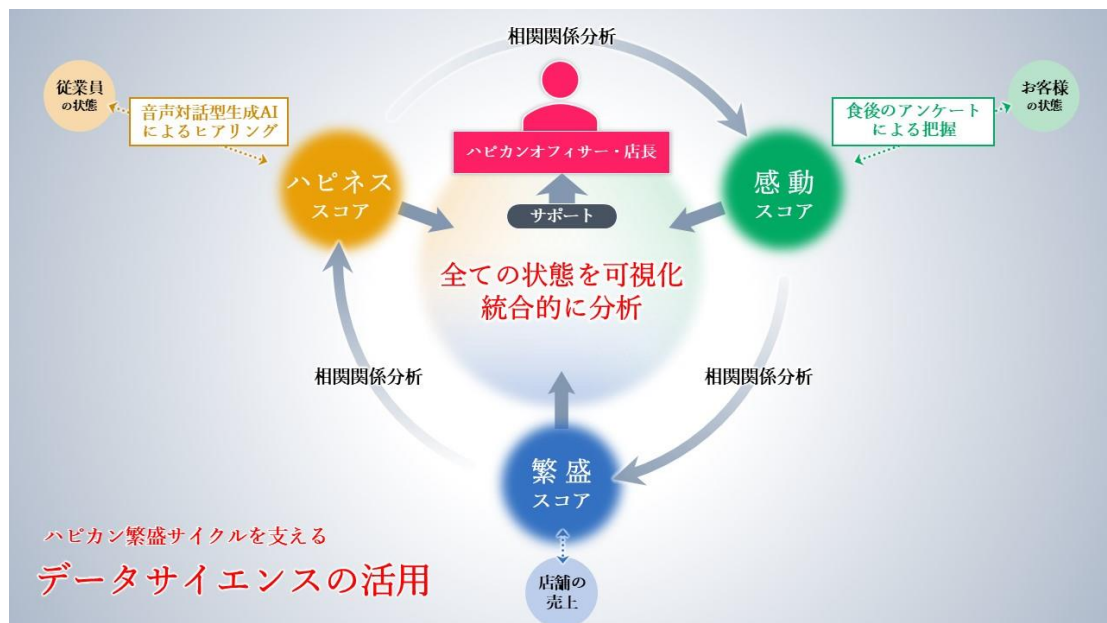 相関関係分析
従業員
の状態
音声対話型生成AI
によるヒアリング
お客様
の状態
食後のアンケート
による把握
ハピカンオフィサー・店長
ハピネス
スコア
感動
スコア
サポート
全ての状態を可視化
統合的に分析
相関関係分析
相関関係分析
繁盛
スコア
ハピカン繁盛サイクルを支える
データサイエンスの活用
店舗の
売上